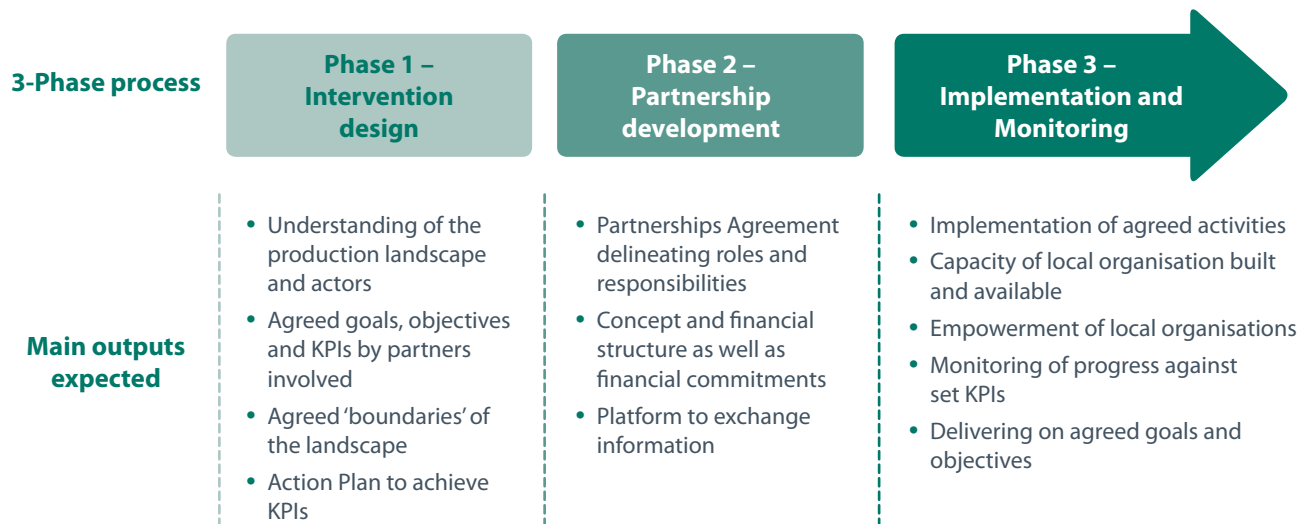 3-Phase process
Phase 1 –
Intervention
design
Phase 2 –
Partnership
development
Phase 3 –
Implementation and
Monitoring
Main outputs
expected
• Understanding of the
production landscape
and actors
• Agreed goals, objectives
and KPIs by partners
involved
• Agreed ‘boundaries’ of
the landscape
• Action Plan to achieve
KPIs
• Partnerships Agreement
delineating roles and
responsibilities
• Concept and financial
structure as well as
financial commitments
• Platform to exchange
information
• Implementation of agreed activities
• Capacity of local organisation built
and available
• Empowerment of local organisations
• Monitoring of progress against
set KPIs
• Delivering on agreed goals and
objectives